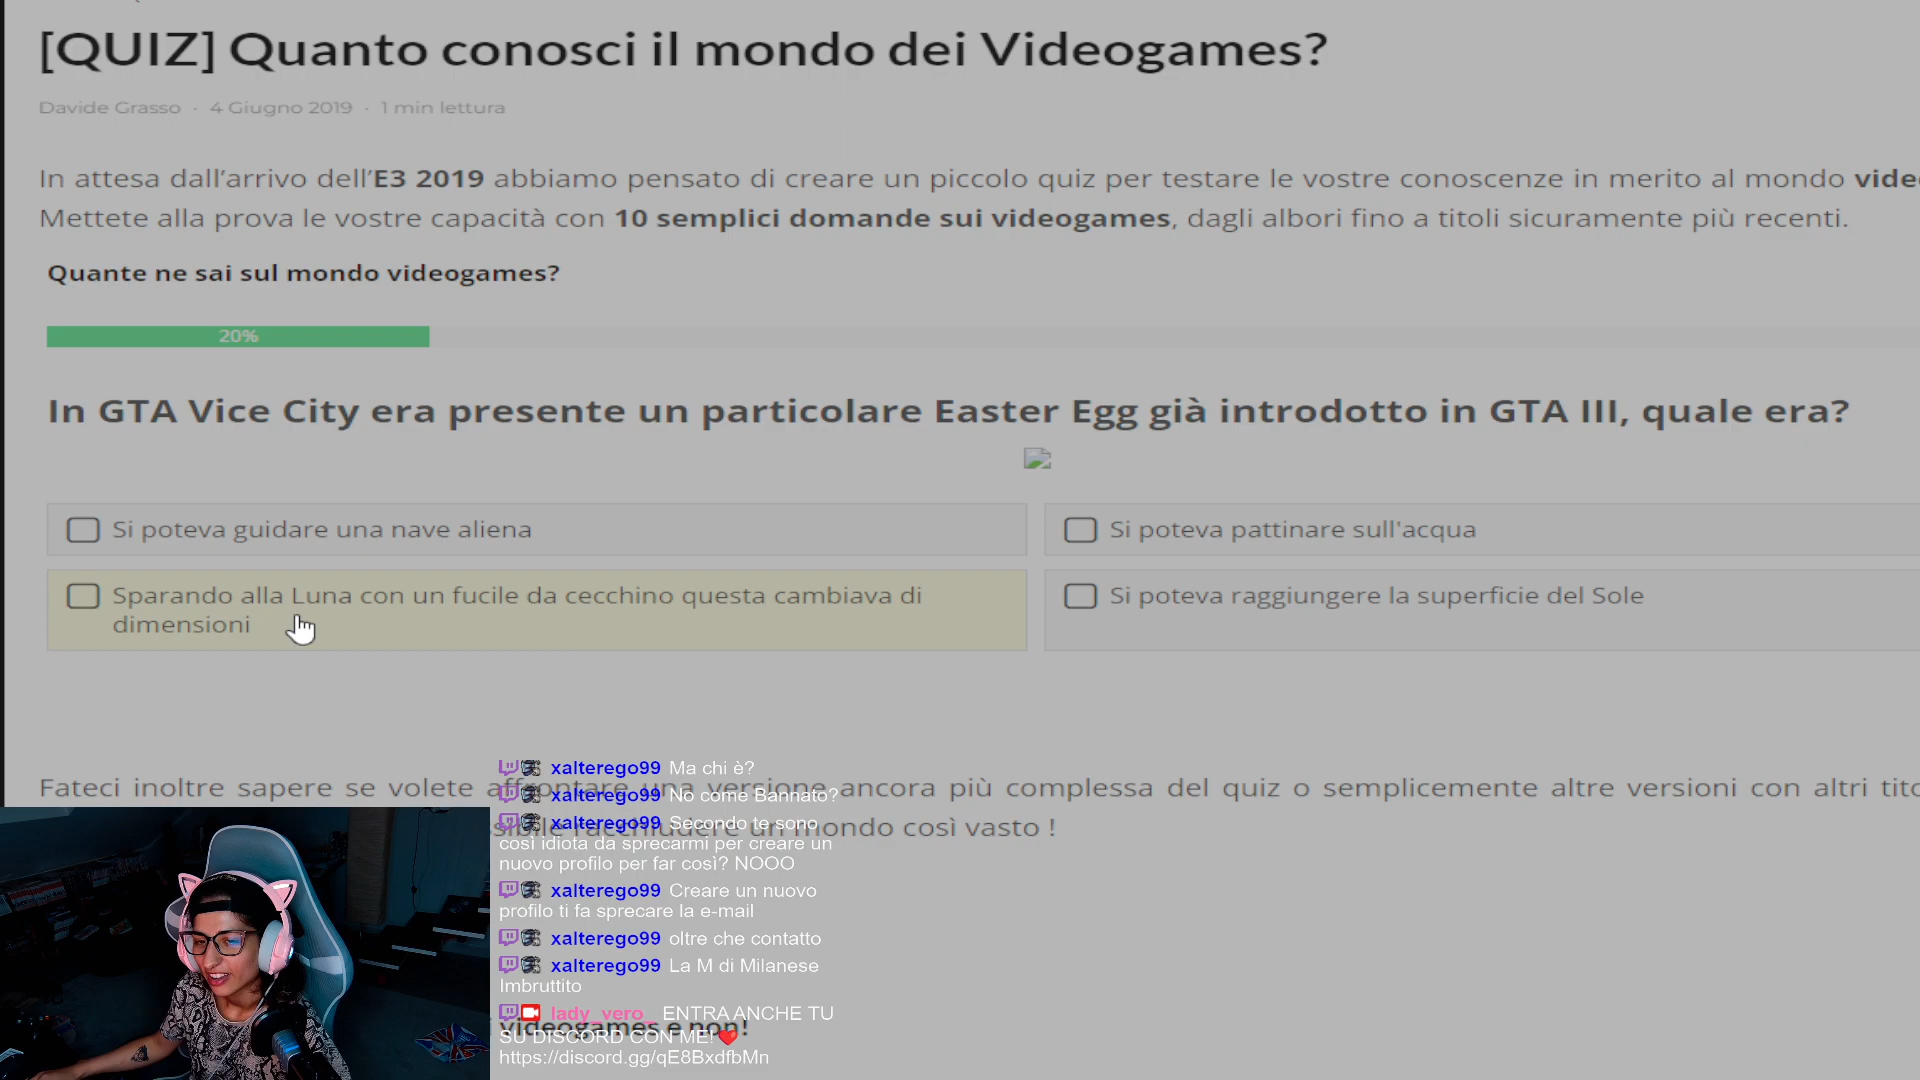 [QUIZ] Quanto conosci il mondo dei Videogames?
Davide Grasso · 4 Giugno 2019 · 1 min lettura
In attesa dall'arrivo dell'E3 2019 abbiamo pensato di creare un piccolo quiz per testare le vostre conoscenze in merito al mondo
Mettete alla prova le vostre capacità con 10 semplici domande sui videogames, dagli albori fino a titoli sicuramente più recenti.
Quante ne sai sul mondo videogames?
20%
In GTA Vice City era presente un particolare Easter Egg già introdotto in GTA III, quale era?
Si poteva guidare una nave aliena
Si poteva pattinare sull'acqua
Sparando alla Luna con un fucile da cecchino questa cambiava di
dimensioni
Si poteva raggiungere la superficie del Sole
Fateci inoltre sapere se volete affrontare una versione ancora più complessa del quiz o semplicemente altre versioni con altri
racchiudere un mondo così vasto !
videogames e non!
xalterego99 Ma chi è?
xalterego99 No come Bannato?
xalterego99 Secondo te sono
così idiota da sprecarmi per creare un
nuovo profilo per far così? NOOO
xalterego99 Creare un nuovo
profilo ti fa sprecare la e-mail
xalterego99 oltre che contatto
xalterego99 La M di Milanese
Imbruttito
lady_vero_ ENTRA ANCHE TU
SU DISCORD CON ME!❤
https://discord.gg/qE8BxdfbMn